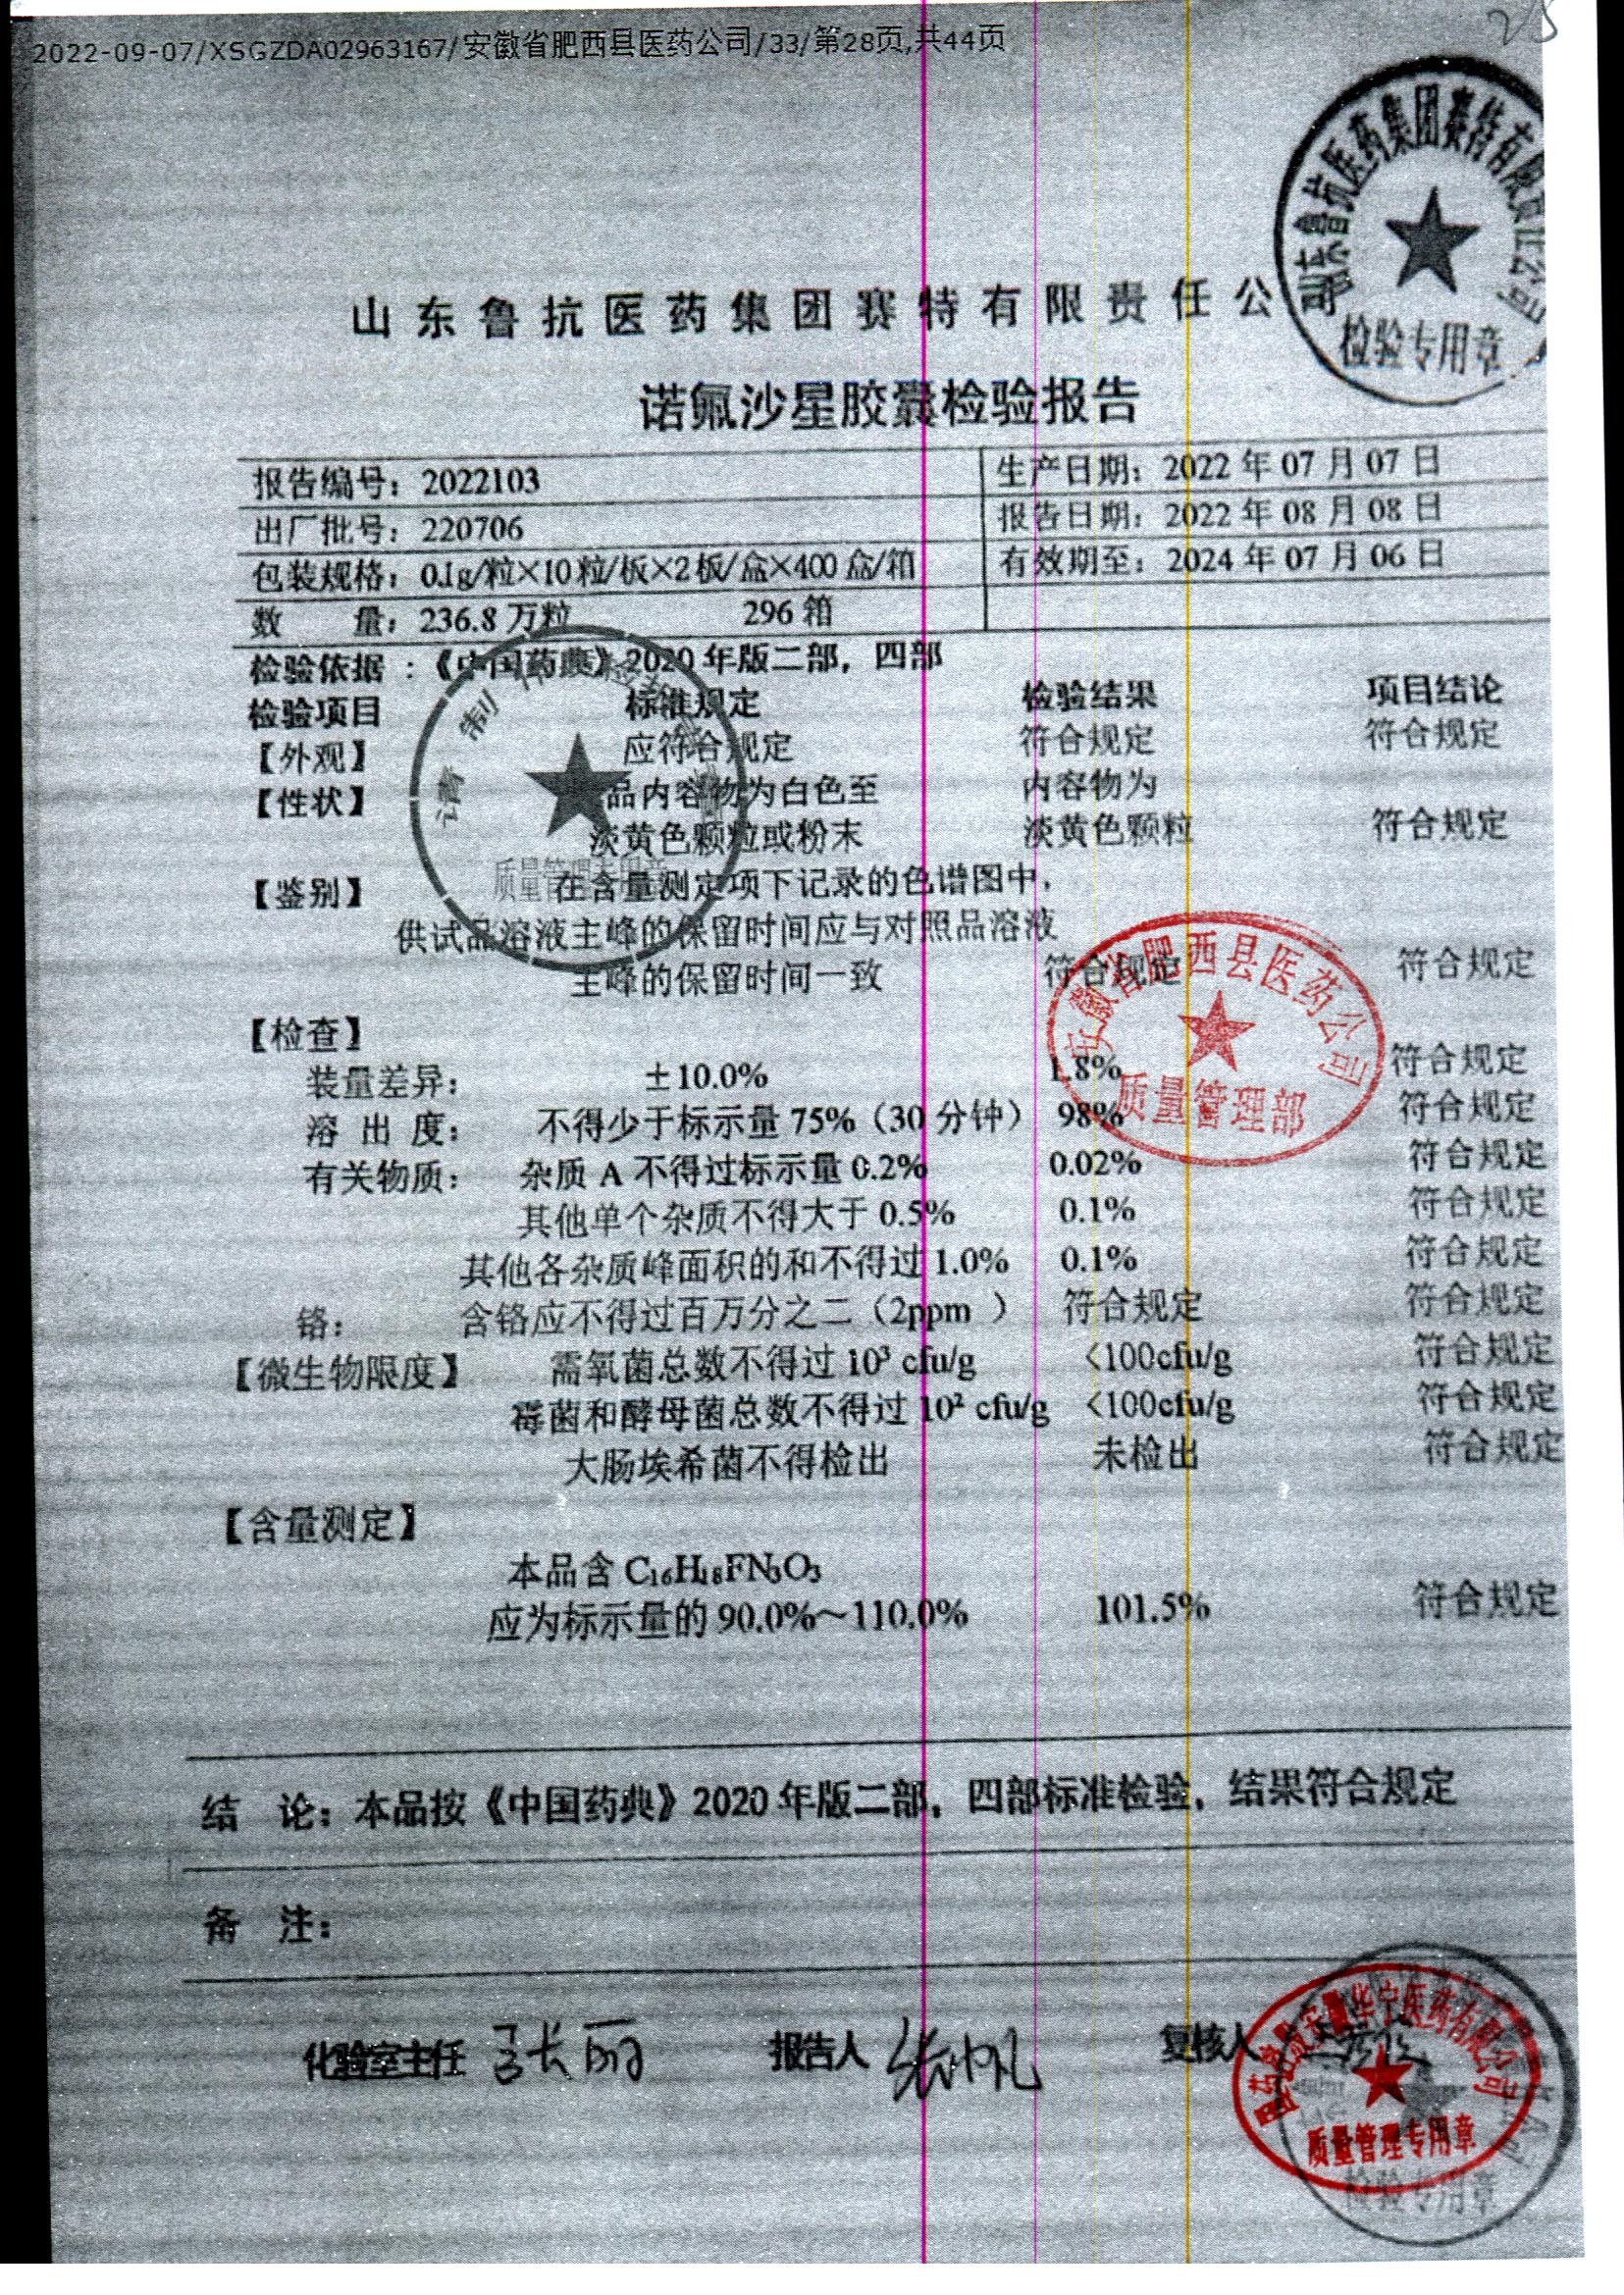 2022-09-07/XSGZDA02963167/安徽省肥西县医药公司/33/第28页,共44页
山东鲁抗医药集团赛特有限责任公
检验专用章
诺氟沙星胶囊检验报告
报告编号：2022103 生产日期：2022年07月07日
出厂批号：220706 报告日期：2022年08月08日
包装规格：0.1g/粒×10粒/板×2板/盒×400盒/箱 有效期至：2024年07月06日
数 量：236.8万粒 296箱
检验依据：《中国药典》2020年版二部，四部
检验项目 标准规定 检验结果 项目结论
【外观】 应符合规定 符合规定 符合规定
【性状】 品内容物为白色至 内容物为
淡黄色颗粒或粉末 淡黄色颗粒 符合规定
质量管理专用章
【鉴别】 在含量测定项下记录的色谱图中，
供试品溶液主峰的保留时间应与对照品溶液
主峰的保留时间一致 符合规定 符合规定
安徽省肥西县医药公司
质量管理部
【检查】
装量差异： ±10.0% 1.8% 符合规定
溶出度： 不得少于标示量75%（30分钟） 98% 符合规定
有关物质： 杂质A不得过标示量0.2% 0.02% 符合规定
其他单个杂质不得大于0.5% 0.1% 符合规定
其他各杂质峰面积的和不得过1.0% 0.1% 符合规定
铬： 含铬应不得过百万分之二（2ppm ） 符合规定 符合规定
【微生物限度】 需氧菌总数不得过10³ cfu/g <100cfu/g 符合规定
霉菌和酵母菌总数不得过10² cfu/g <100cfu/g 符合规定
大肠埃希菌不得检出 未检出 符合规定
【含量测定】
本品含C₁₆H₁₈FN₃O₃
应为标示量的90.0%～110.0% 101.5% 符合规定
结 论：本品按《中国药典》2020年版二部，四部标准检验，结果符合规定
备 注：
化验室主任 报告人 张帆 复核人
质量管理专用章
检验专用章